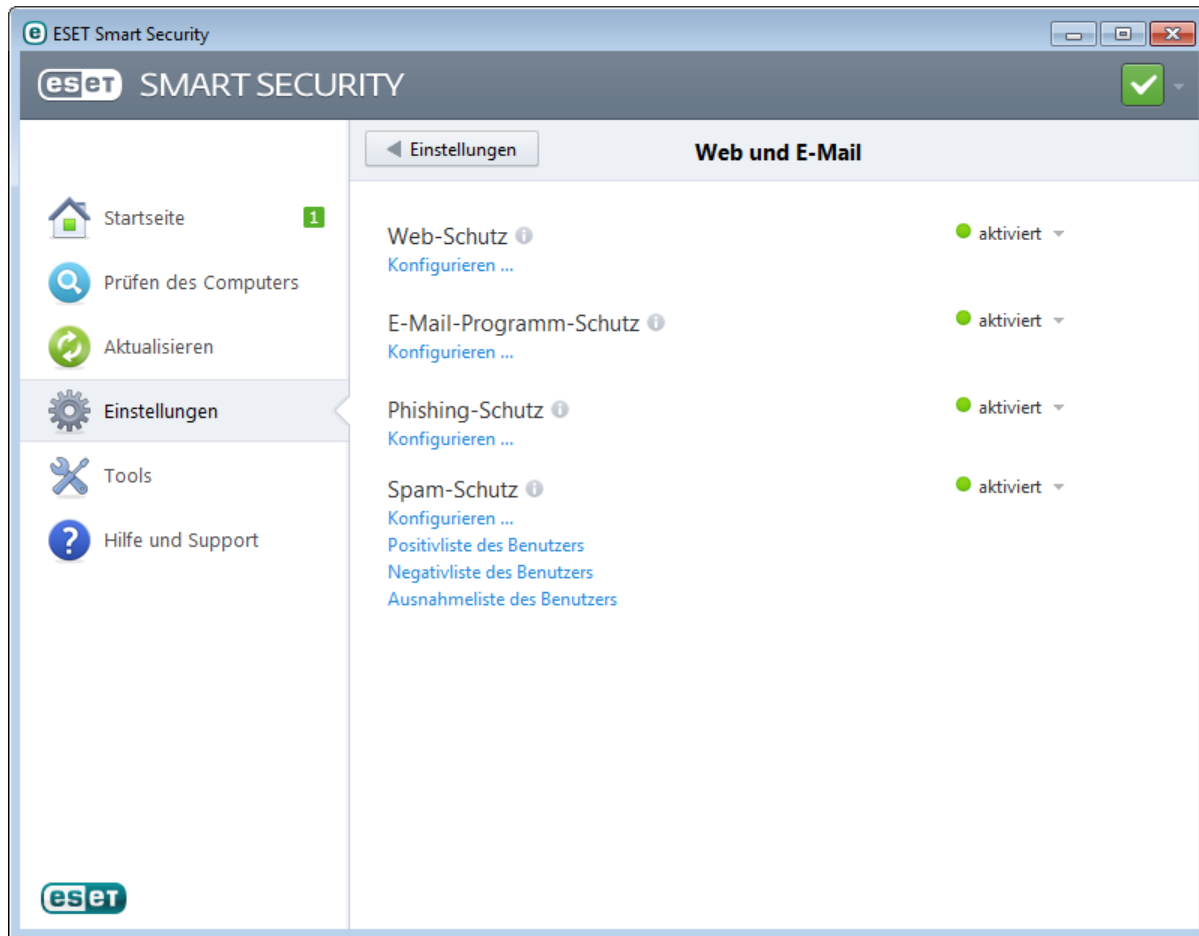 ESET Smart Security
eset SMART SECURITY
Einstellungen
Web und E-Mail
Startseite 1
Prüfen des Computers
Aktualisieren
Einstellungen
Tools
Hilfe und Support
Web-Schutz aktiviert
Konfigurieren ...
E-Mail-Programm-Schutz aktiviert
Konfigurieren ...
Phishing-Schutz aktiviert
Konfigurieren ...
Spam-Schutz aktiviert
Konfigurieren ...
Positivliste des Benutzers
Negativliste des Benutzers
Ausnahmeliste des Benutzers
eset